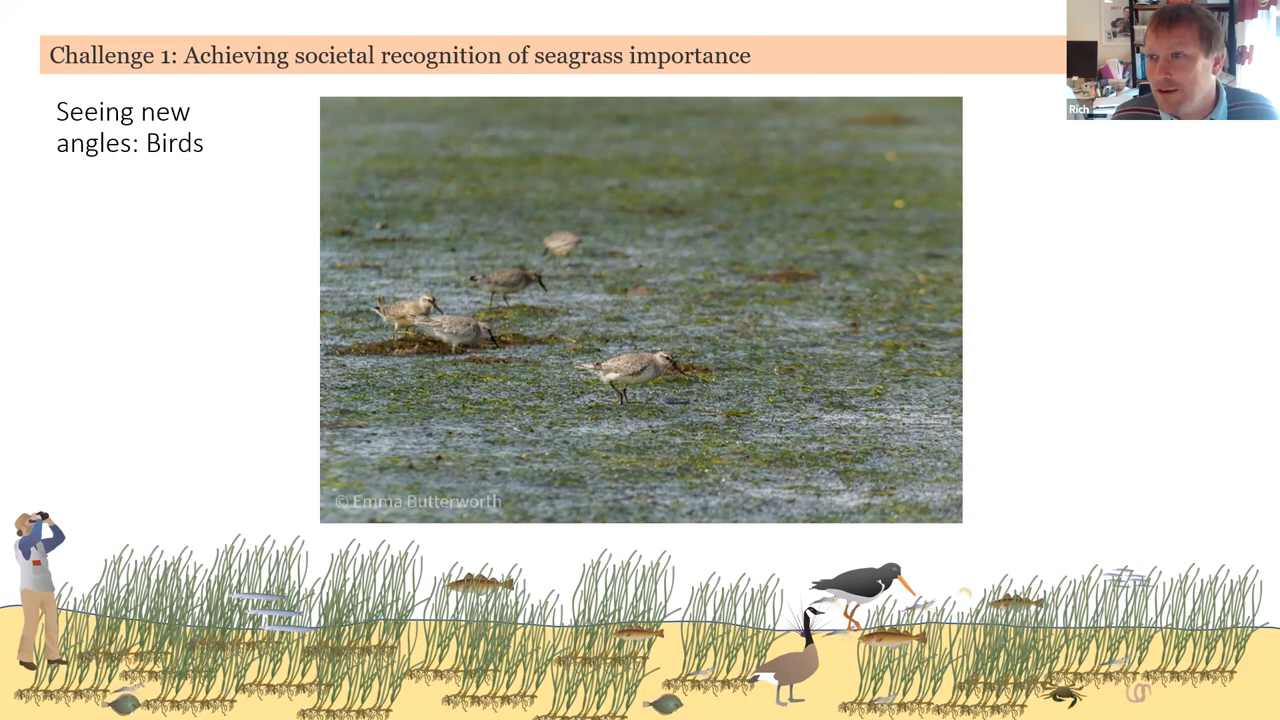 Challenge 1: Achieving societal recognition of seagrass importance
Rich
Seeing new
angles: Birds
© Emma Butterworth